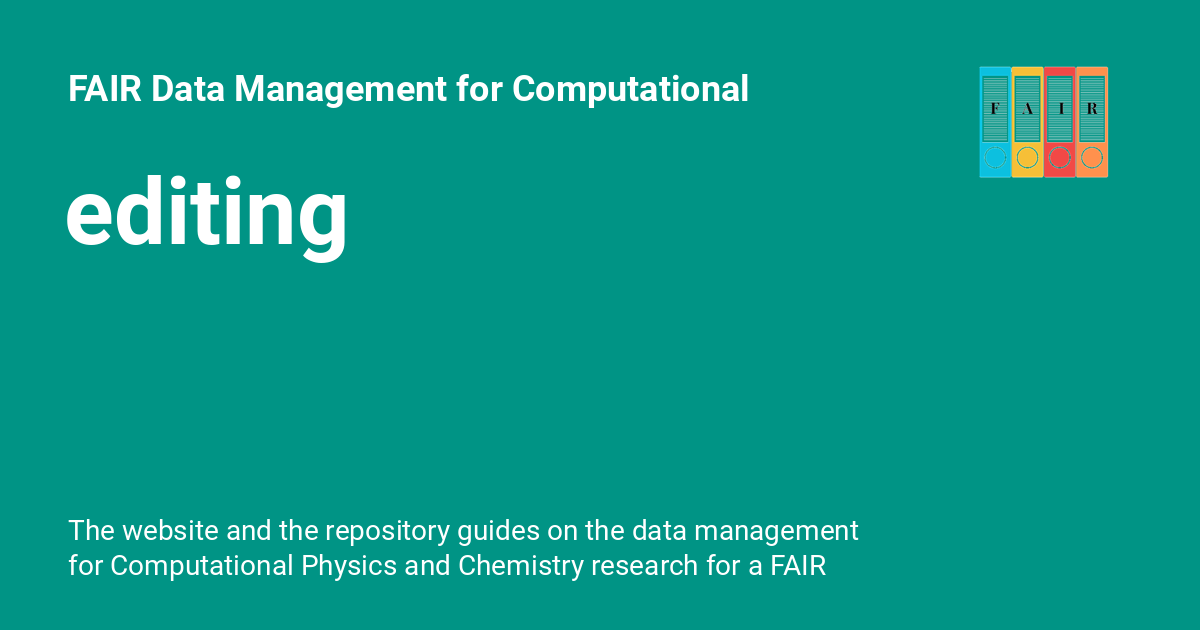 FAIR Data Management for Computational
F A I R
editing
The website and the repository guides on the data management
for Computational Physics and Chemistry research for a FAIR